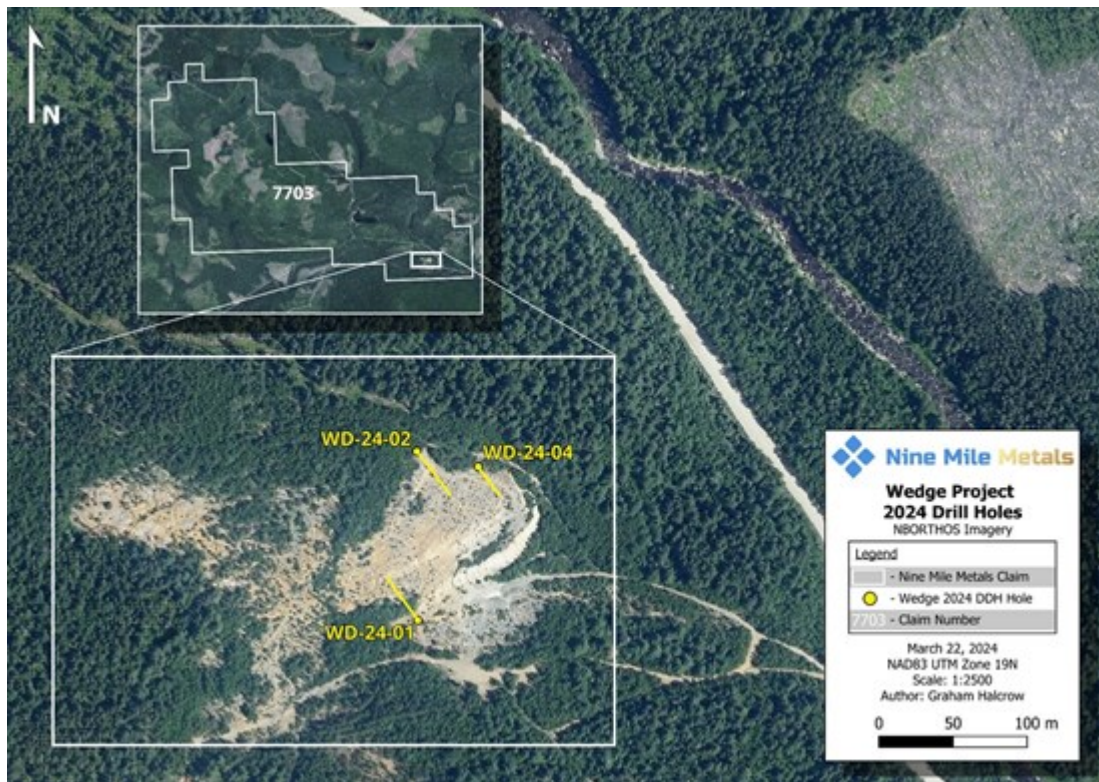 N
7703
WD-24-02
WD-24-04
WD-24-01
Nine Mile Metals
Wedge Project
2024 Drill Holes
NBORTHOS Imagery
Legend
- Nine Mile Metals Claim
- Wedge 2024 DDH Hole
7703 - Claim Number
March 22, 2024
NAD83 UTM Zone 19N
Scale: 1:2500
Author: Graham Halcrow
0 50 100 m